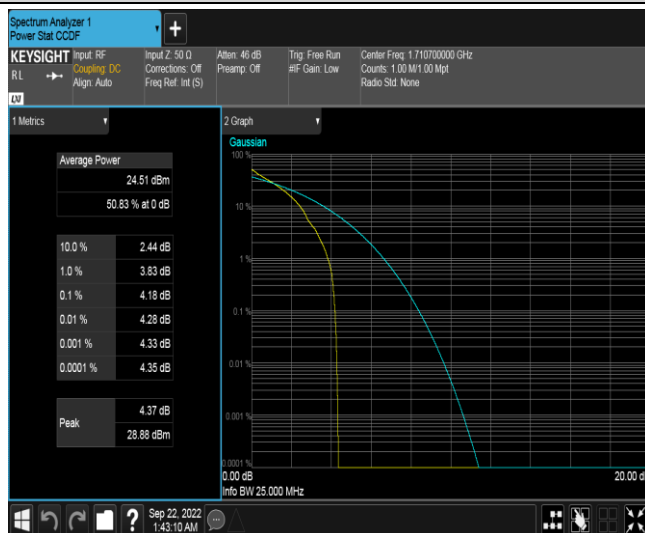 Spectrum Analyzer 1
Power Stat CCDF
+
KEYSIGHT
RL
LXI
Input: RF
Coupling: DC
Align: Auto
Input Z: 50 Ω
Corrections: Off
Freq Ref: Int (S)
Atten: 46 dB
Preamp: Off
Trig: Free Run
#IF Gain: Low
Center Freq: 1.710700000 GHz
Counts: 1.00 M/1.00 Mpt
Radio Std: None
1 Metrics
Average Power
24.51 dBm
50.83 % at 0 dB
10.0 % 2.44 dB
1.0 % 3.83 dB
0.1 % 4.18 dB
0.01 % 4.28 dB
0.001 % 4.33 dB
0.0001 % 4.35 dB
Peak
4.37 dB
28.88 dBm
2 Graph
Gaussian
100 %
10 %
1 %
0.1 %
0.01 %
0.001 %
0.0001 %
0.00 dB
20.00 d
Info BW 25.000 MHz
?
Sep 22, 2022
1:43:10 AM